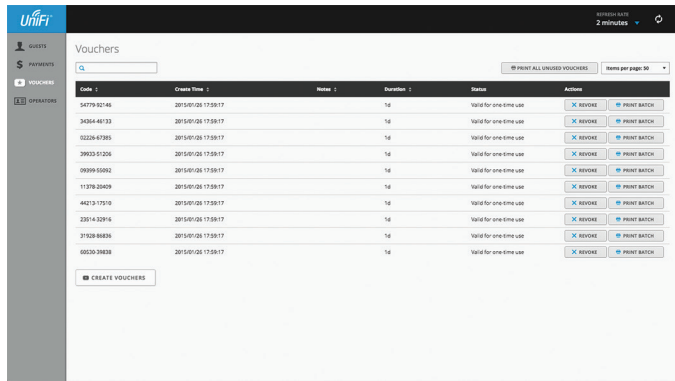 UniFi
REFRESH RATE
2 minutes
GUESTS
PAYMENTS
VOUCHERS
OPERATORS
Vouchers
PRINT ALL UNUSED VOUCHERS Items per page: 50
Code Create Time Notes Duration Status Actions
54779-92146 2015/01/26 17:59:17 1d Valid for one-time use REVOKE PRINT BATCH
34364-46133 2015/01/26 17:59:17 1d Valid for one-time use REVOKE PRINT BATCH
02226-67385 2015/01/26 17:59:17 1d Valid for one-time use REVOKE PRINT BATCH
39933-51206 2015/01/26 17:59:17 1d Valid for one-time use REVOKE PRINT BATCH
09399-55092 2015/01/26 17:59:17 1d Valid for one-time use REVOKE PRINT BATCH
11378-20409 2015/01/26 17:59:17 1d Valid for one-time use REVOKE PRINT BATCH
44213-17510 2015/01/26 17:59:17 1d Valid for one-time use REVOKE PRINT BATCH
23514-32916 2015/01/26 17:59:17 1d Valid for one-time use REVOKE PRINT BATCH
31928-86836 2015/01/26 17:59:17 1d Valid for one-time use REVOKE PRINT BATCH
60530-39838 2015/01/26 17:59:17 1d Valid for one-time use REVOKE PRINT BATCH
CREATE VOUCHERS